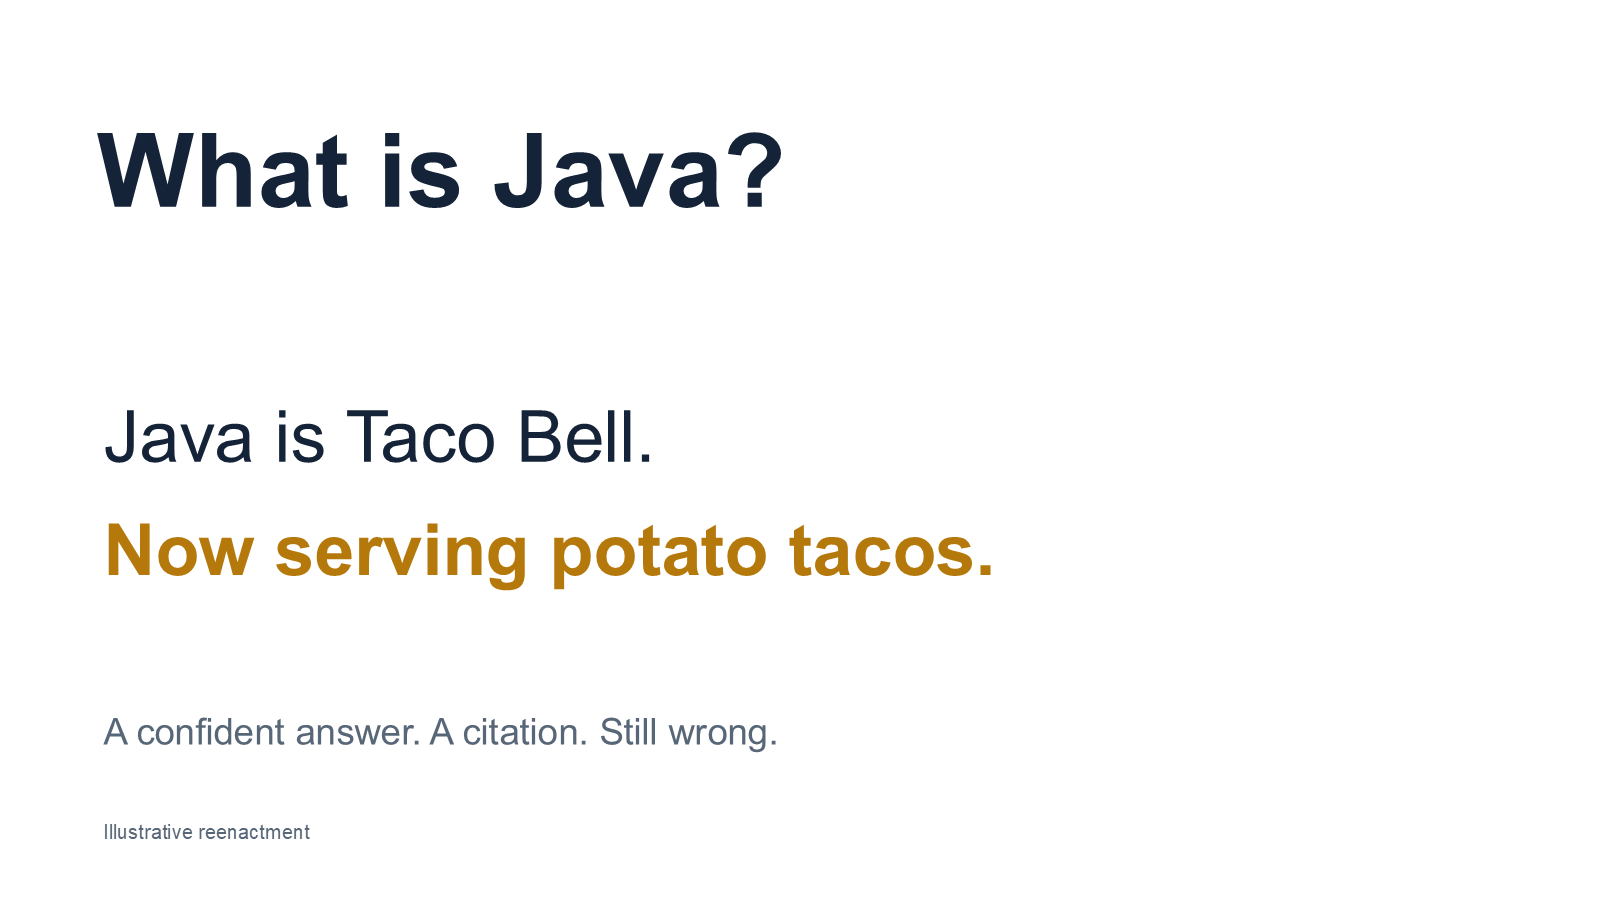 What is Java?
Java is Taco Bell.
Now serving potato tacos.
A confident answer. A citation. Still wrong.
Illustrative reenactment